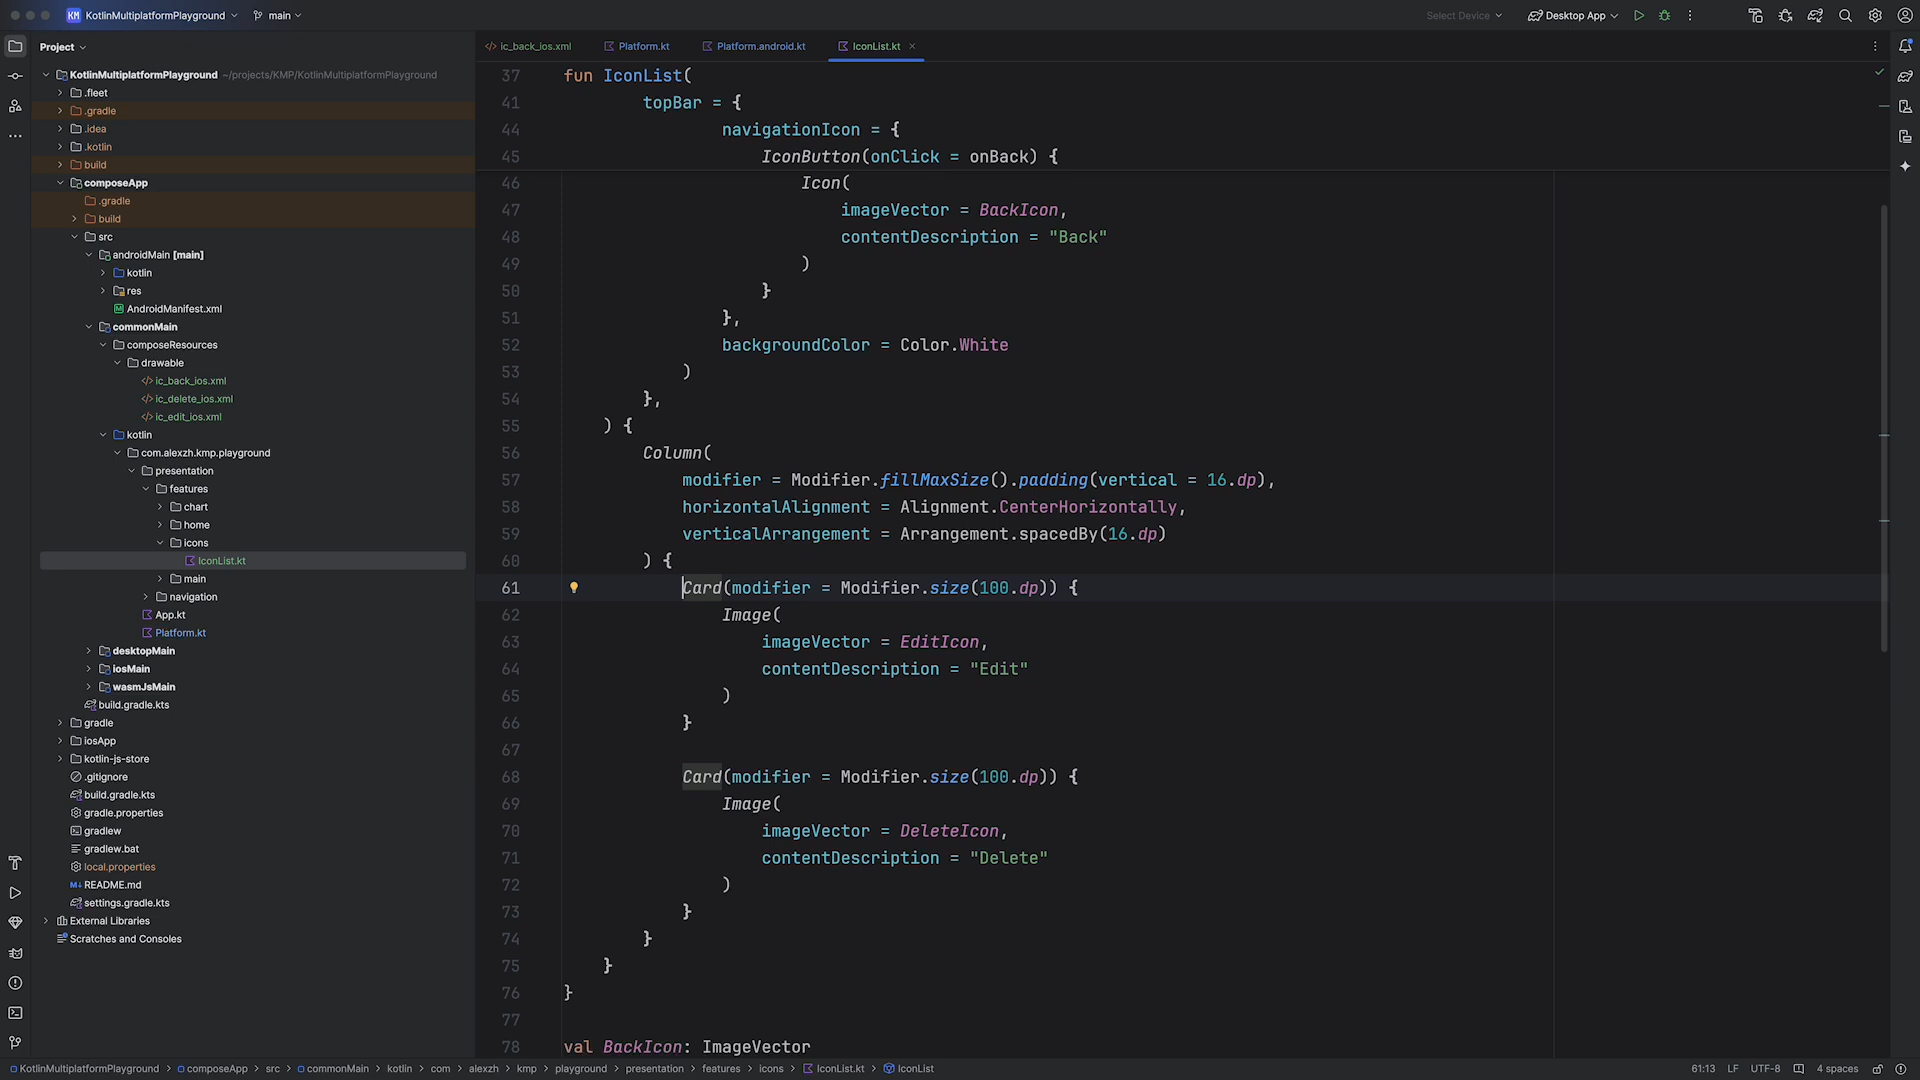 KM KotlinMultiplatformPlayground main Select Device Desktop App
Project
KotlinMultiplatformPlayground ~/projects/KMP/KotlinMultiplatformPlayground
.fleet
.gradle
.idea
.kotlin
build
composeApp
.gradle
build
src
androidMain [main]
kotlin
res
AndroidManifest.xml
commonMain
composeResources
drawable
ic_back_ios.xml
ic_delete_ios.xml
ic_edit_ios.xml
kotlin
com.alexzh.kmp.playground
presentation
features
chart
home
icons
IconList.kt
main
navigation
App.kt
Platform.kt
desktopMain
iosMain
wasmJsMain
build.gradle.kts
gradle
iosApp
kotlin-js-store
.gitignore
build.gradle.kts
gradle.properties
gradlew
gradlew.bat
local.properties
README.md
settings.gradle.kts
External Libraries
Scratches and Consoles
ic_back_ios.xml Platform.kt Platform.android.kt IconList.kt
37 fun IconList(
41 topBar = {
44 navigationIcon = {
45 IconButton(onClick = onBack) {
46 Icon(
47 imageVector = BackIcon,
48 contentDescription = "Back"
49 )
50 }
51 },
52 backgroundColor = Color.White
53 )
54 },
55 ) {
56 Column(
57 modifier = Modifier.fillMaxSize().padding(vertical = 16.dp),
58 horizontalAlignment = Alignment.CenterHorizontally,
59 verticalArrangement = Arrangement.spacedBy(16.dp)
60 ) {
61 Card(modifier = Modifier.size(100.dp)) {
62 Image(
63 imageVector = EditIcon,
64 contentDescription = "Edit"
65 )
66 }
67
68 Card(modifier = Modifier.size(100.dp)) {
69 Image(
70 imageVector = DeleteIcon,
71 contentDescription = "Delete"
72 )
73 }
74 }
75 }
76 }
77
78 val BackIcon: ImageVector
KotlinMultiplatformPlayground > composeApp > src > commonMain > kotlin > com > alexzh > kmp > playground > presentation > features > icons > IconList.kt > IconList 61:13 LF UTF-8 4 spaces